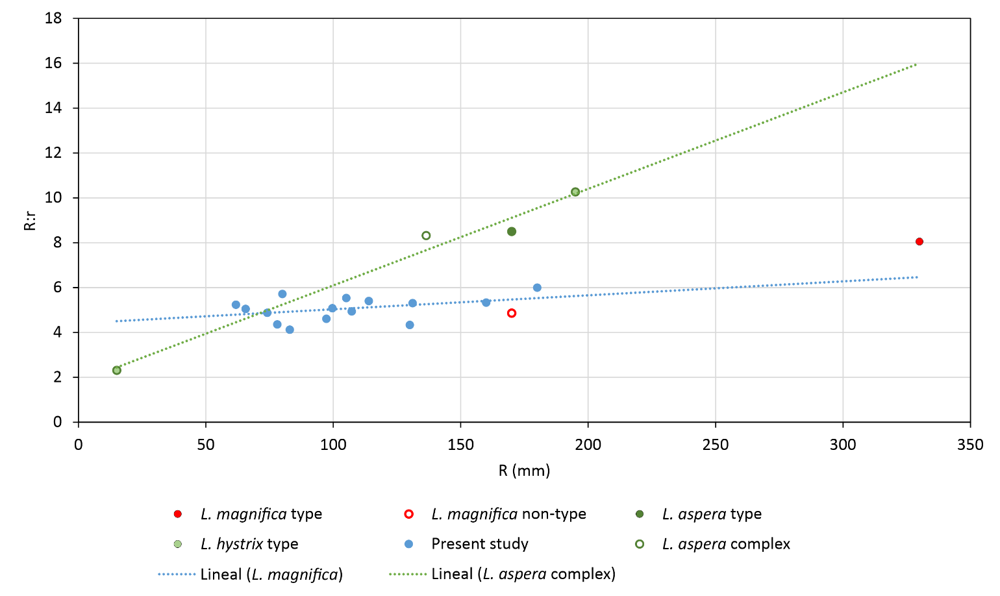 18
16
14
12
10
8
6
4
2
0
R:r
0 50 100 150 200 250 300 350
R (mm)
L. magnifica type L. magnifica non-type L. aspera type
L. hystrix type Present study L. aspera complex
Lineal (L. magnifica) Lineal (L. aspera complex)